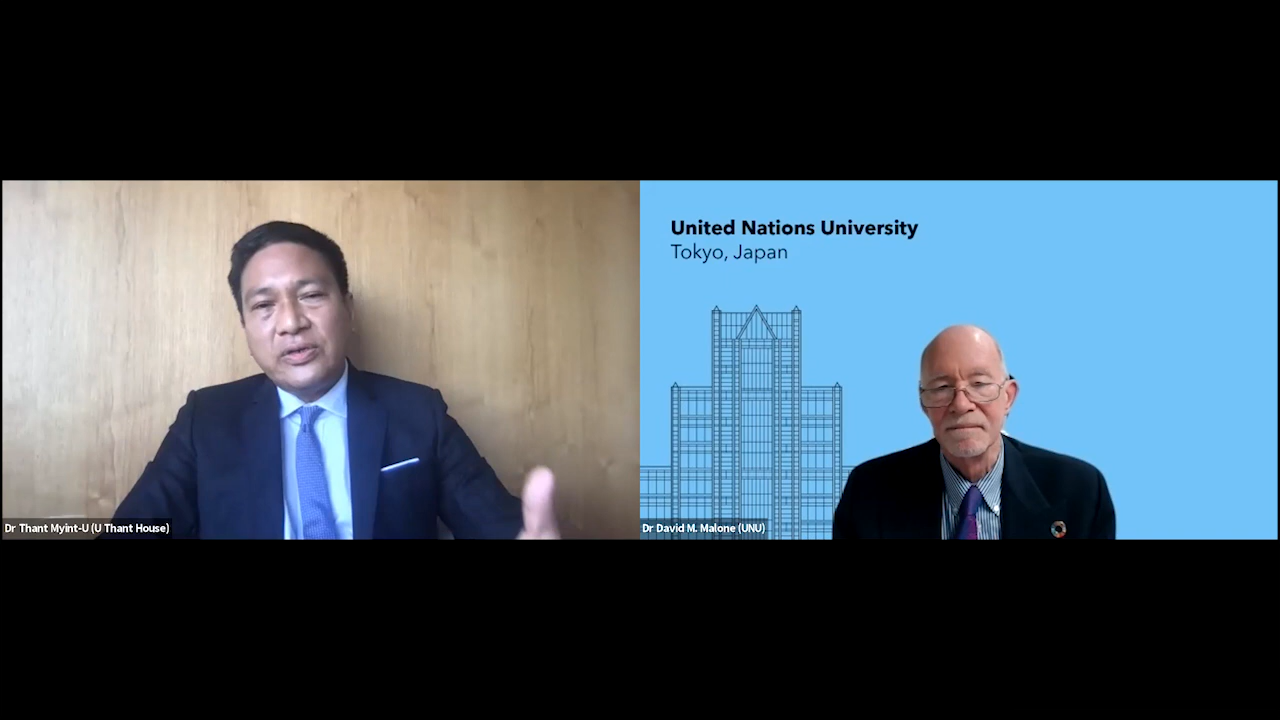 United Nations University
Tokyo, Japan
Dr Thant Myint-U (U Thant House)
Dr David M. Malone (UNU)